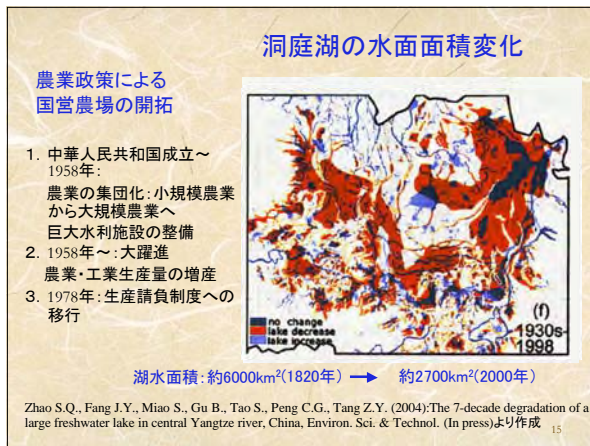 洞庭湖の水面面積変化
農業政策による
国営農場の開拓
1. 中華人民共和国成立～
1958年：
農業の集団化：小規模農業
から大規模農業へ
巨大水利施設の整備
2. 1958年～：大躍進
農業・工業生産量の増産
3. 1978年：生産請負制度への
移行
(f)
1930s-
1998
no change
lake decrease
lake increase
湖水面積：約6000km²(1820年) → 約2700km²(2000年)
Zhao S.Q., Fang J.Y., Miao S., Gu B., Tao S., Peng C.G., Tang Z.Y. (2004):The 7-decade degradation of a
large freshwater lake in central Yangtze river, China, Environ. Sci. & Technol. (In press)より作成
15